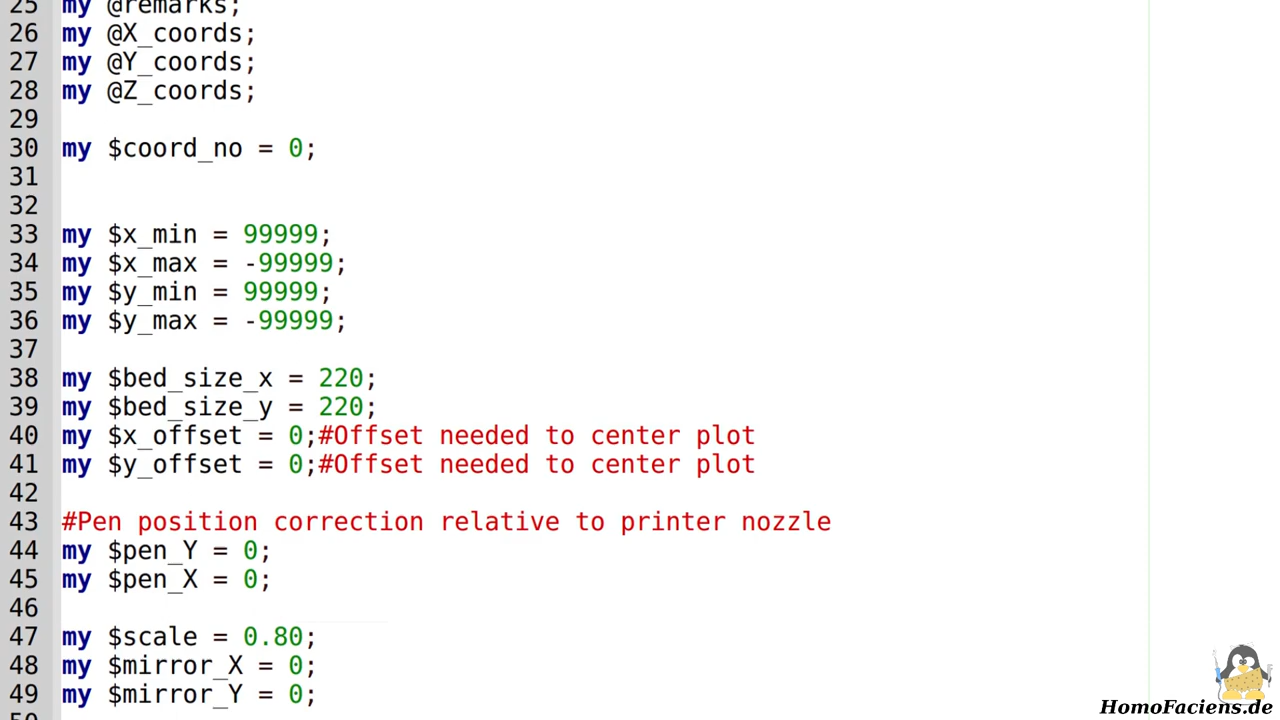 25 my @remarks;
26 my @X_coords;
27 my @Y_coords;
28 my @Z_coords;
29
30 my $coord_no = 0;
31
32
33 my $x_min = 99999;
34 my $x_max = -99999;
35 my $y_min = 99999;
36 my $y_max = -99999;
37
38 my $bed_size_x = 220;
39 my $bed_size_y = 220;
40 my $x_offset = 0;#Offset needed to center plot
41 my $y_offset = 0;#Offset needed to center plot
42
43 #Pen position correction relative to printer nozzle
44 my $pen_Y = 0;
45 my $pen_X = 0;
46
47 my $scale = 0.80;
48 my $mirror_X = 0;
49 my $mirror_Y = 0;
50
HomoFaciens.de